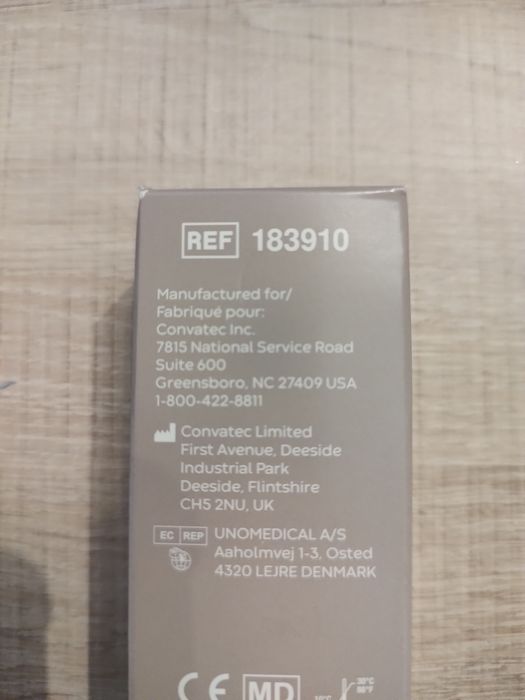 REF 183910
Manufactured for/
Fabriqué pour:
Convatec Inc.
7815 National Service Road
Suite 600
Greensboro, NC 27409 USA
1-800-422-8811
Convatec Limited
First Avenue, Deeside
Industrial Park
Deeside, Flintshire
CH5 2NU, UK
EC REP UNOMEDICAL A/S
Aaholmvej 1-3, Osted
4320 LEJRE DENMARK
CE MD 30°C